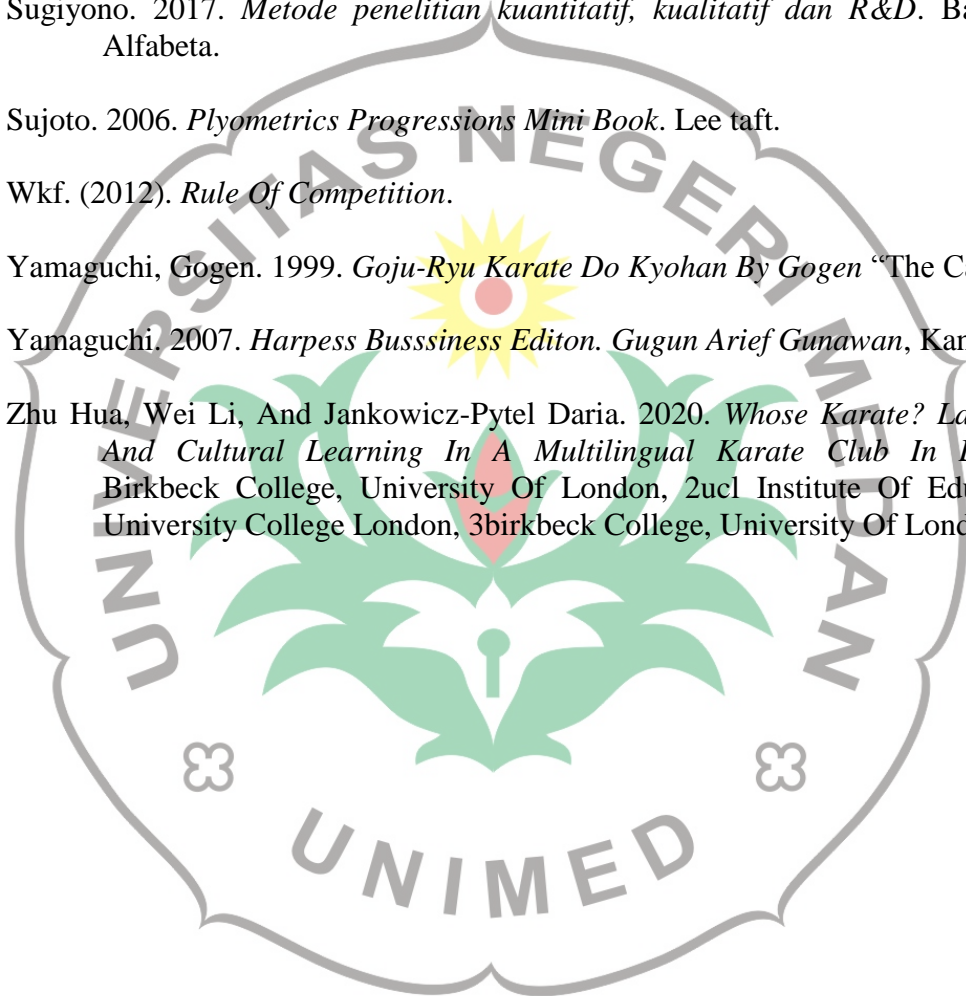 Sugiyono. 2017. Metode penelitian kuantitatif, kualitatif dan R&D. Ba
Alfabeta.
Sujoto. 2006. Plyometrics Progressions Mini Book. Lee taft.
Wkf. (2012). Rule Of Competition.
Yamaguchi, Gogen. 1999. Goju-Ryu Karate Do Kyohan By Gogen “The C
Yamaguchi. 2007. Harpess Busssiness Editon. Gugun Arief Gunawan, Kan
Zhu Hua, Wei Li, And Jankowicz-Pytel Daria. 2020. Whose Karate? La
And Cultural Learning In A Multilingual Karate Club In
Birkbeck College, University Of London, 2ucl Institute Of Edu
University College London, 3birkbeck College, University Of Lond
UNIVERSITAS NEGERI MEDAN
UNIMED